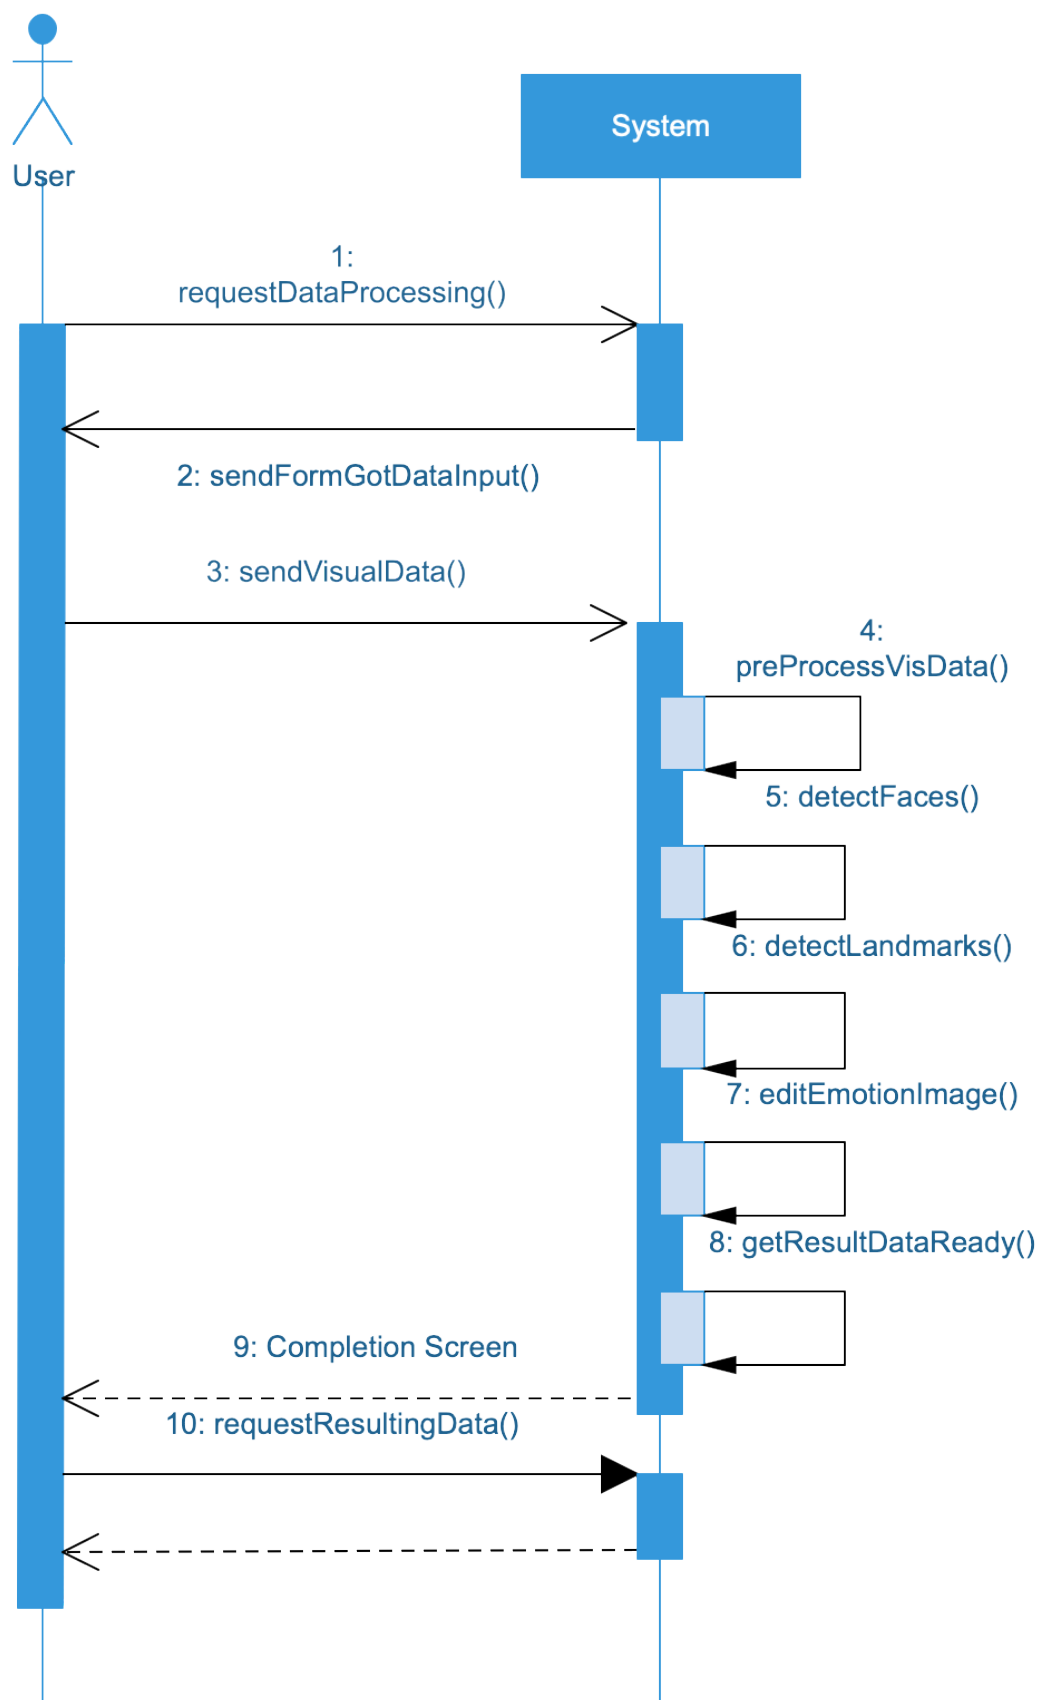 User
System
1:
requestDataProcessing()
2: sendFormGotDataInput()
3: sendVisualData()
4:
preProcessVisData()
5: detectFaces()
6: detectLandmarks()
7: editEmotionImage()
8: getResultDataReady()
9: Completion Screen
10: requestResultingData()